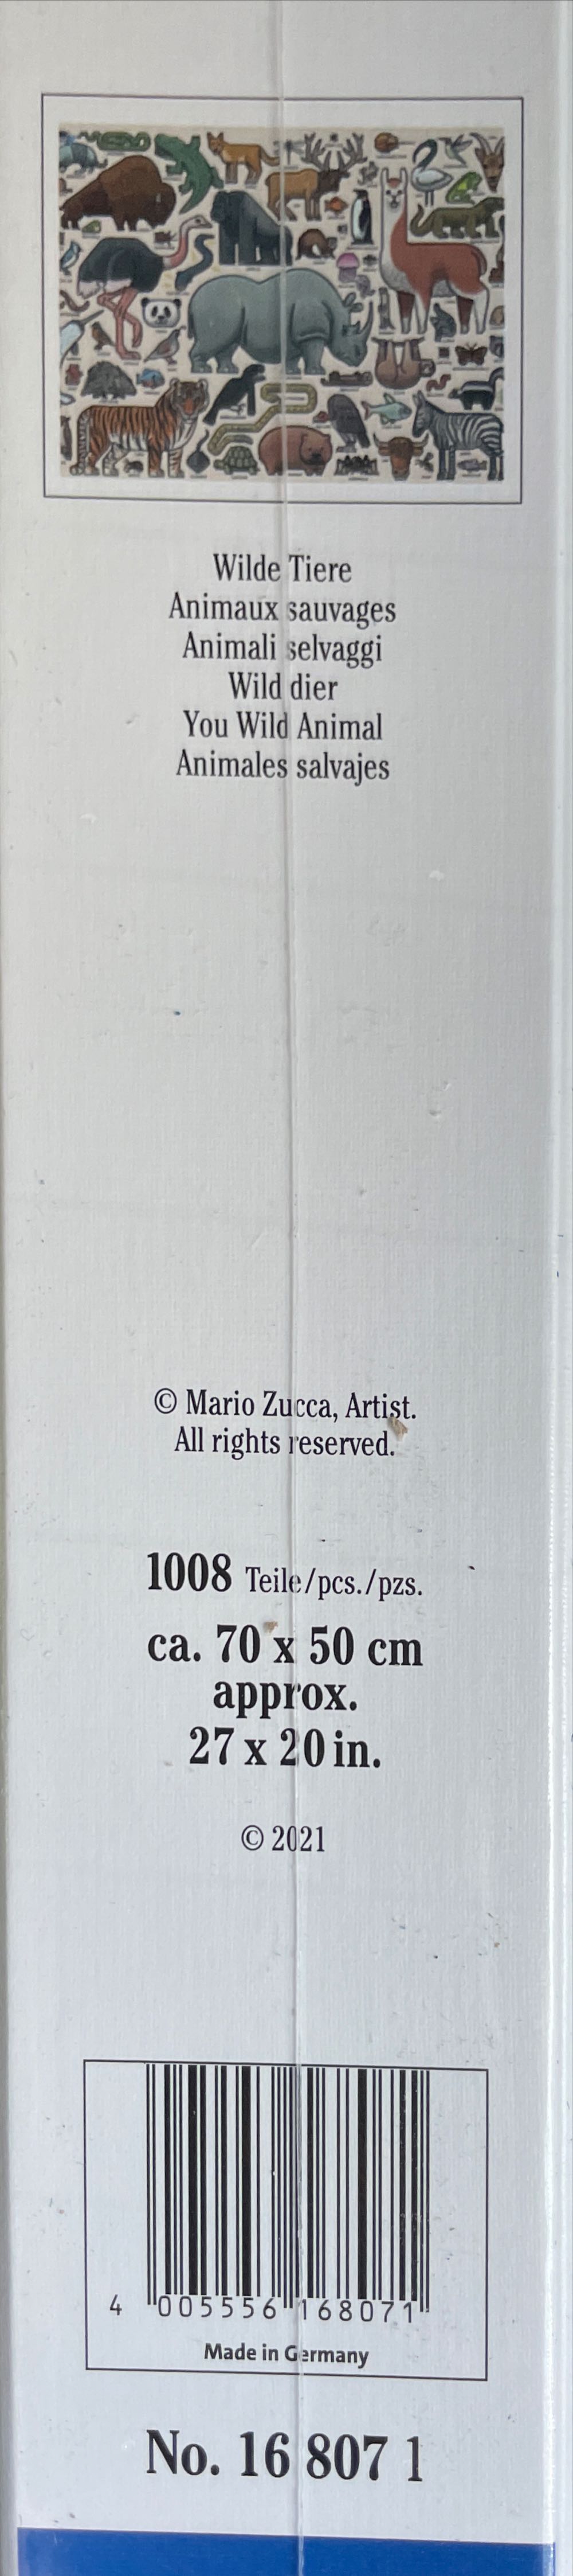 Wilde Tiere
Animaux sauvages
Animali selvaggi
Wild dier
You Wild Animal
Animales salvajes
© Mario Zucca, Artist.
All rights reserved.
1008 Teile/pcs./pzs.
ca. 70 x 50 cm
approx.
27 x 20 in.
© 2021
4 005556 168071
Made in Germany
No. 16 807 1